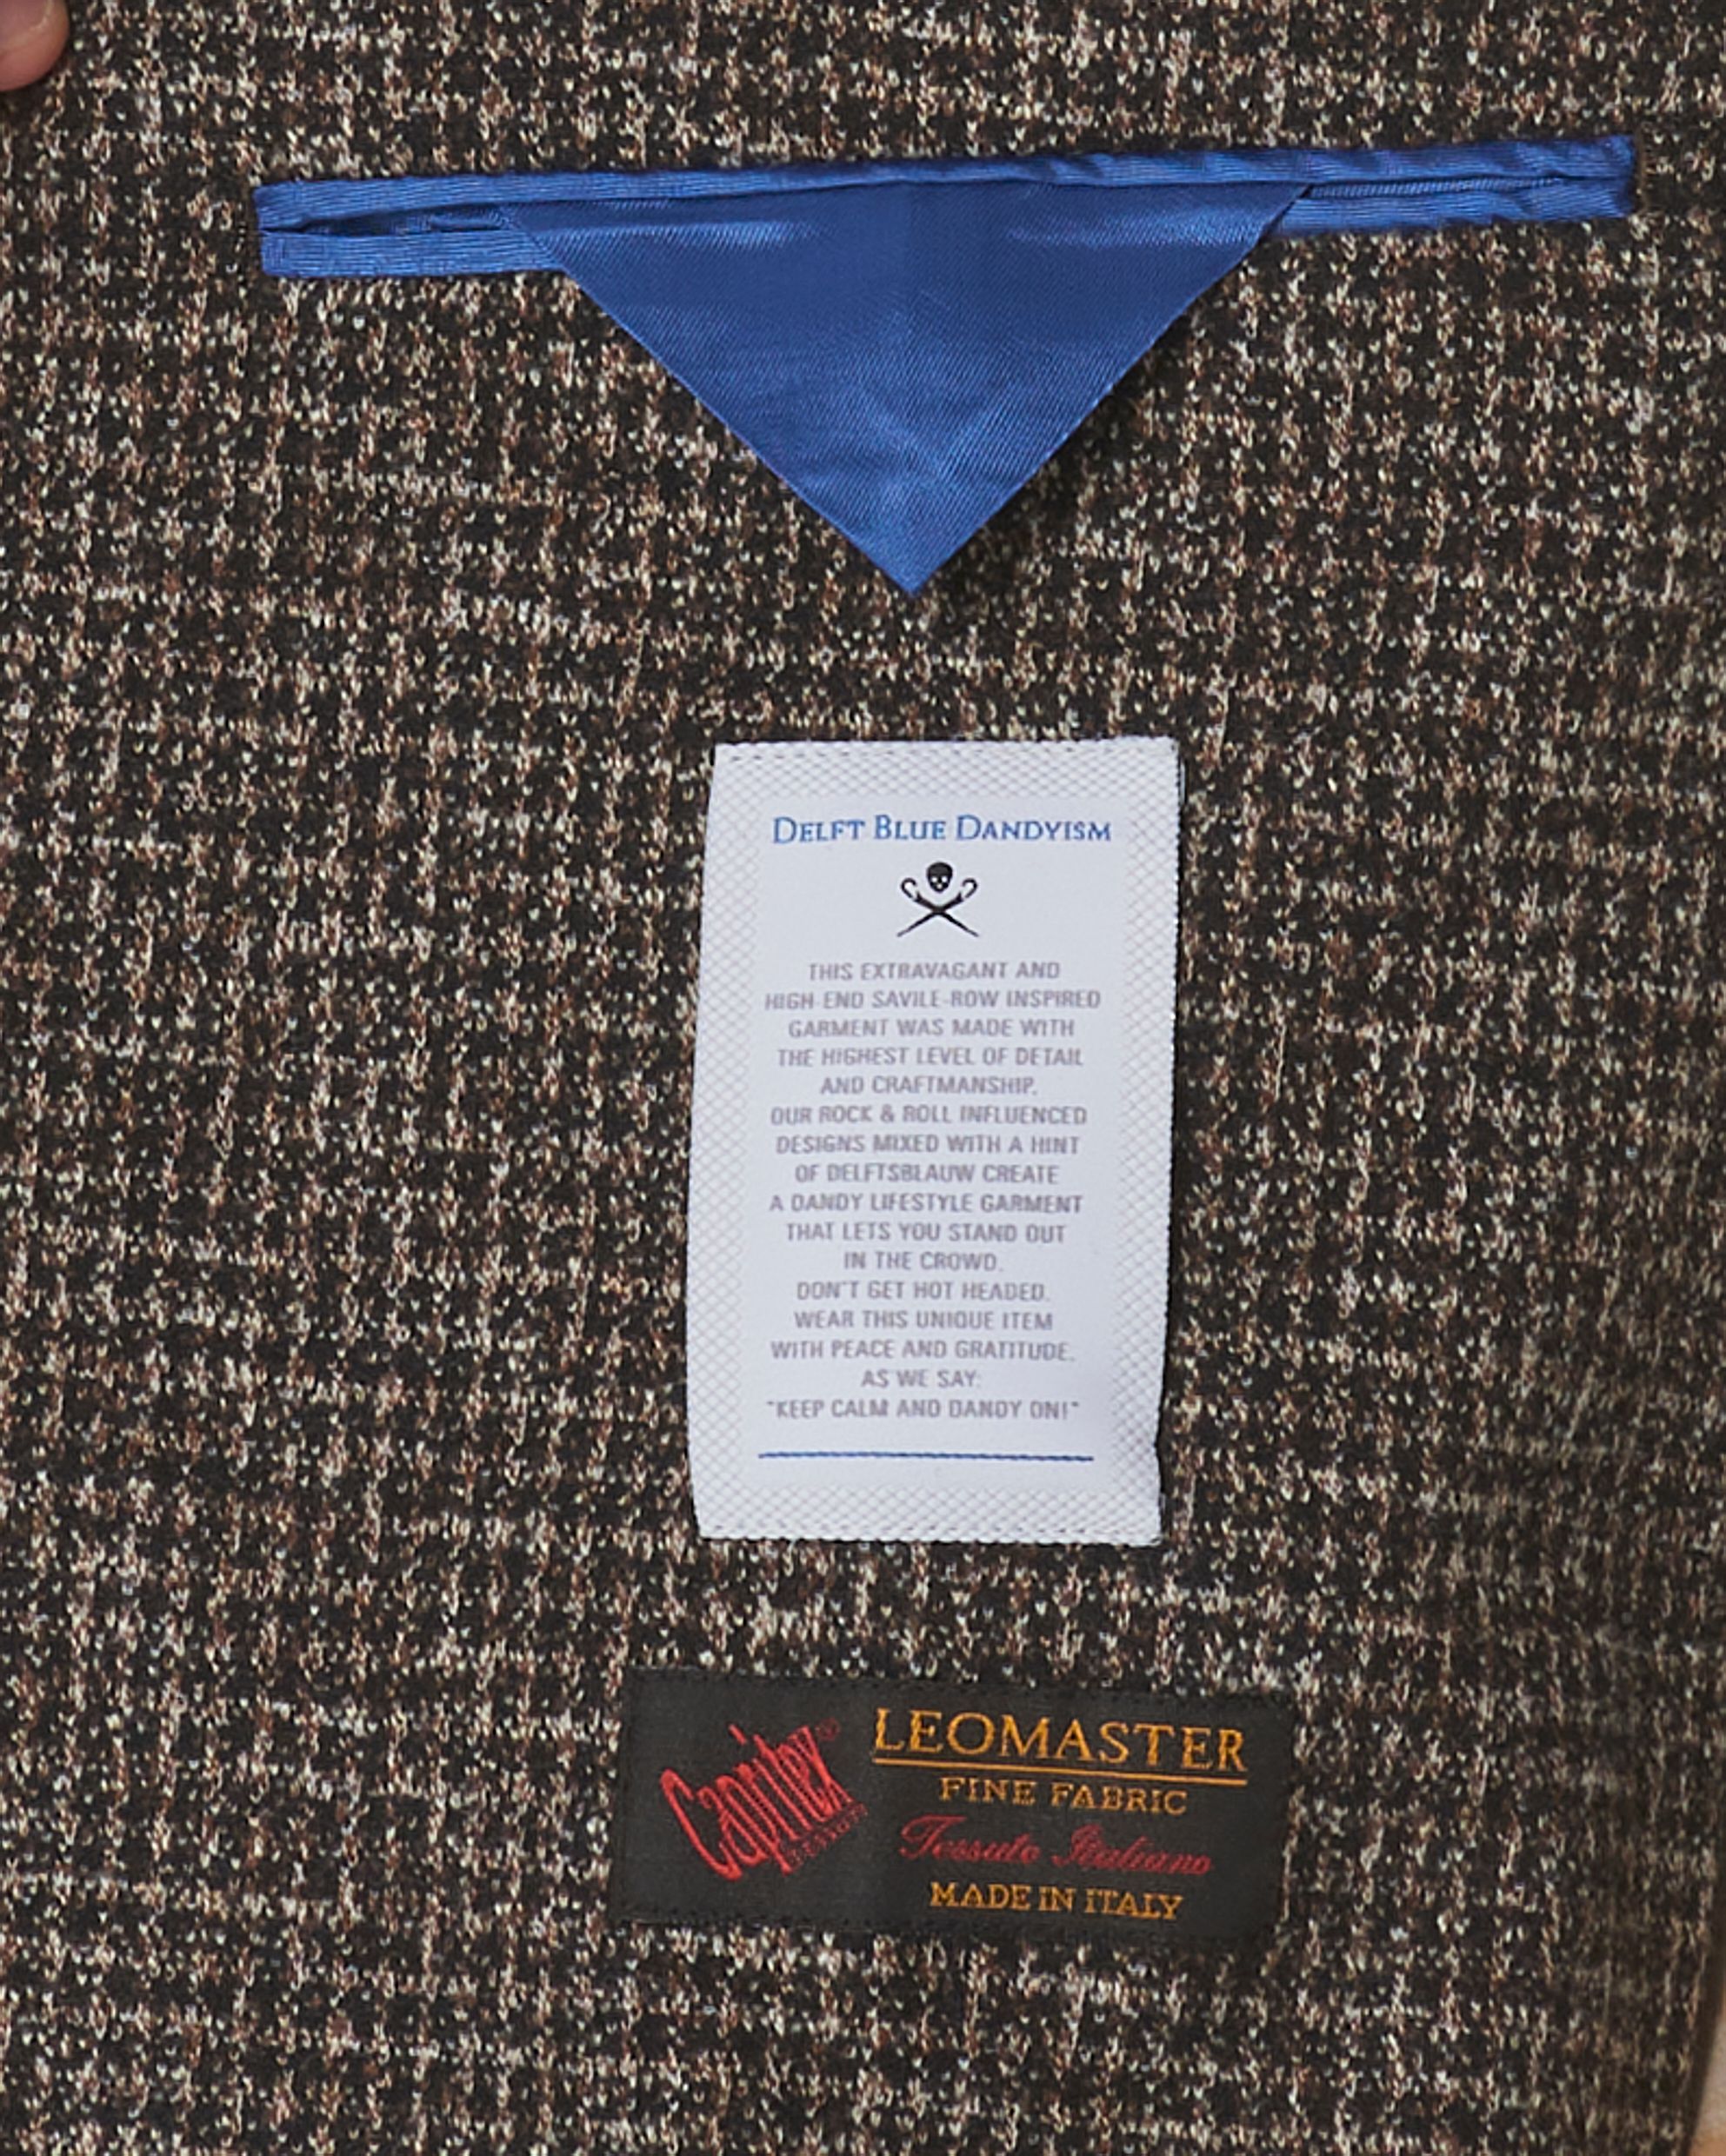 DELFT BLUE DANDYISM
THIS EXTRAVAGANT AND
HIGH-END SAVILE-ROW INSPIRED
GARMENT WAS MADE WITH
THE HIGHEST LEVEL OF DETAIL
AND CRAFTMANSHIP.
OUR ROCK & ROLL INFLUENCED
DESIGNS MIXED WITH A HINT
OF DELFTSBLAUW CREATE
A DANDY LIFESTYLE GARMENT
THAT LETS YOU STAND OUT
IN THE CROWD.
DON'T GET HOT HEADED.
WEAR THIS UNIQUE ITEM
WITH PEACE AND GRATITUDE.
AS WE SAY:
"KEEP CALM AND DANDY ON!"
Capritex®
LEOMASTER
FINE FABRIC
Tessuto Italiano
MADE IN ITALY